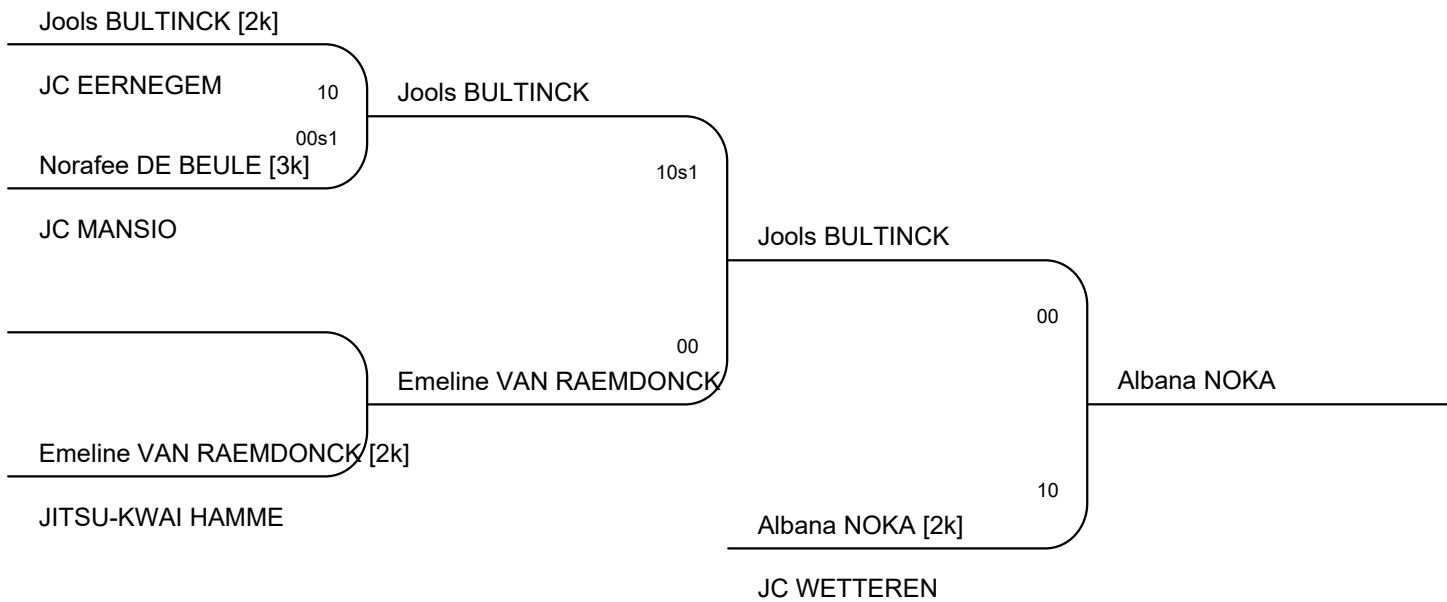 Jools BULTINCK [2k]
JC EERNEGEM
10
Jools BULTINCK
00s1
Norafee DE BEULE [3k]
10s1
JC MANSIO
Jools BULTINCK
00
00
Emeline VAN RAEMDONCK
Albana NOKA
Emeline VAN RAEMDONCK [2k]
10
JITSU-KWAI HAMME
Albana NOKA [2k]
JC WETTEREN